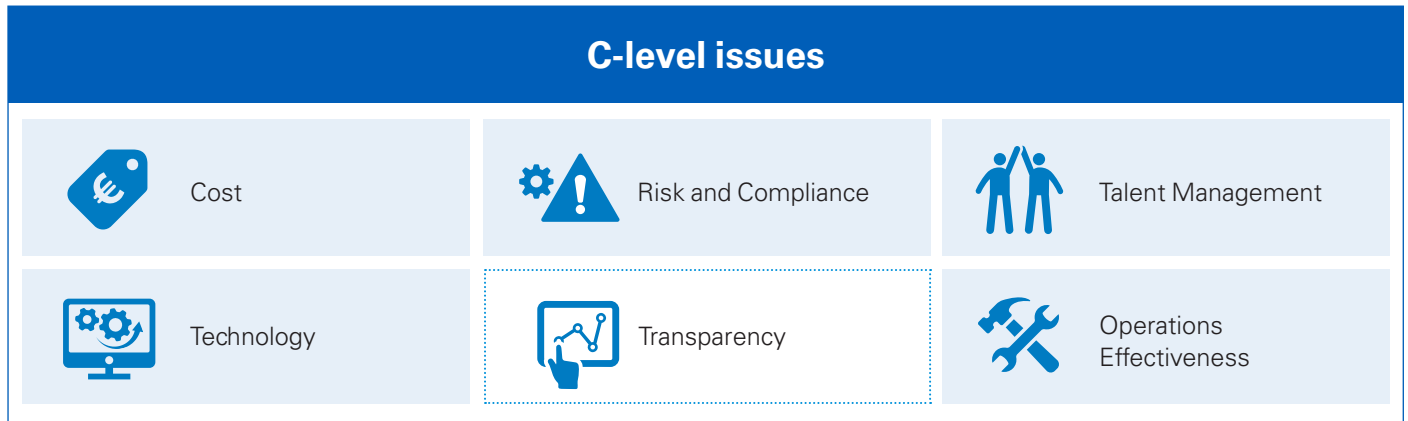 C-level issues
Cost
Risk and Compliance
Talent Management
Technology
Transparency
Operations
Effectiveness